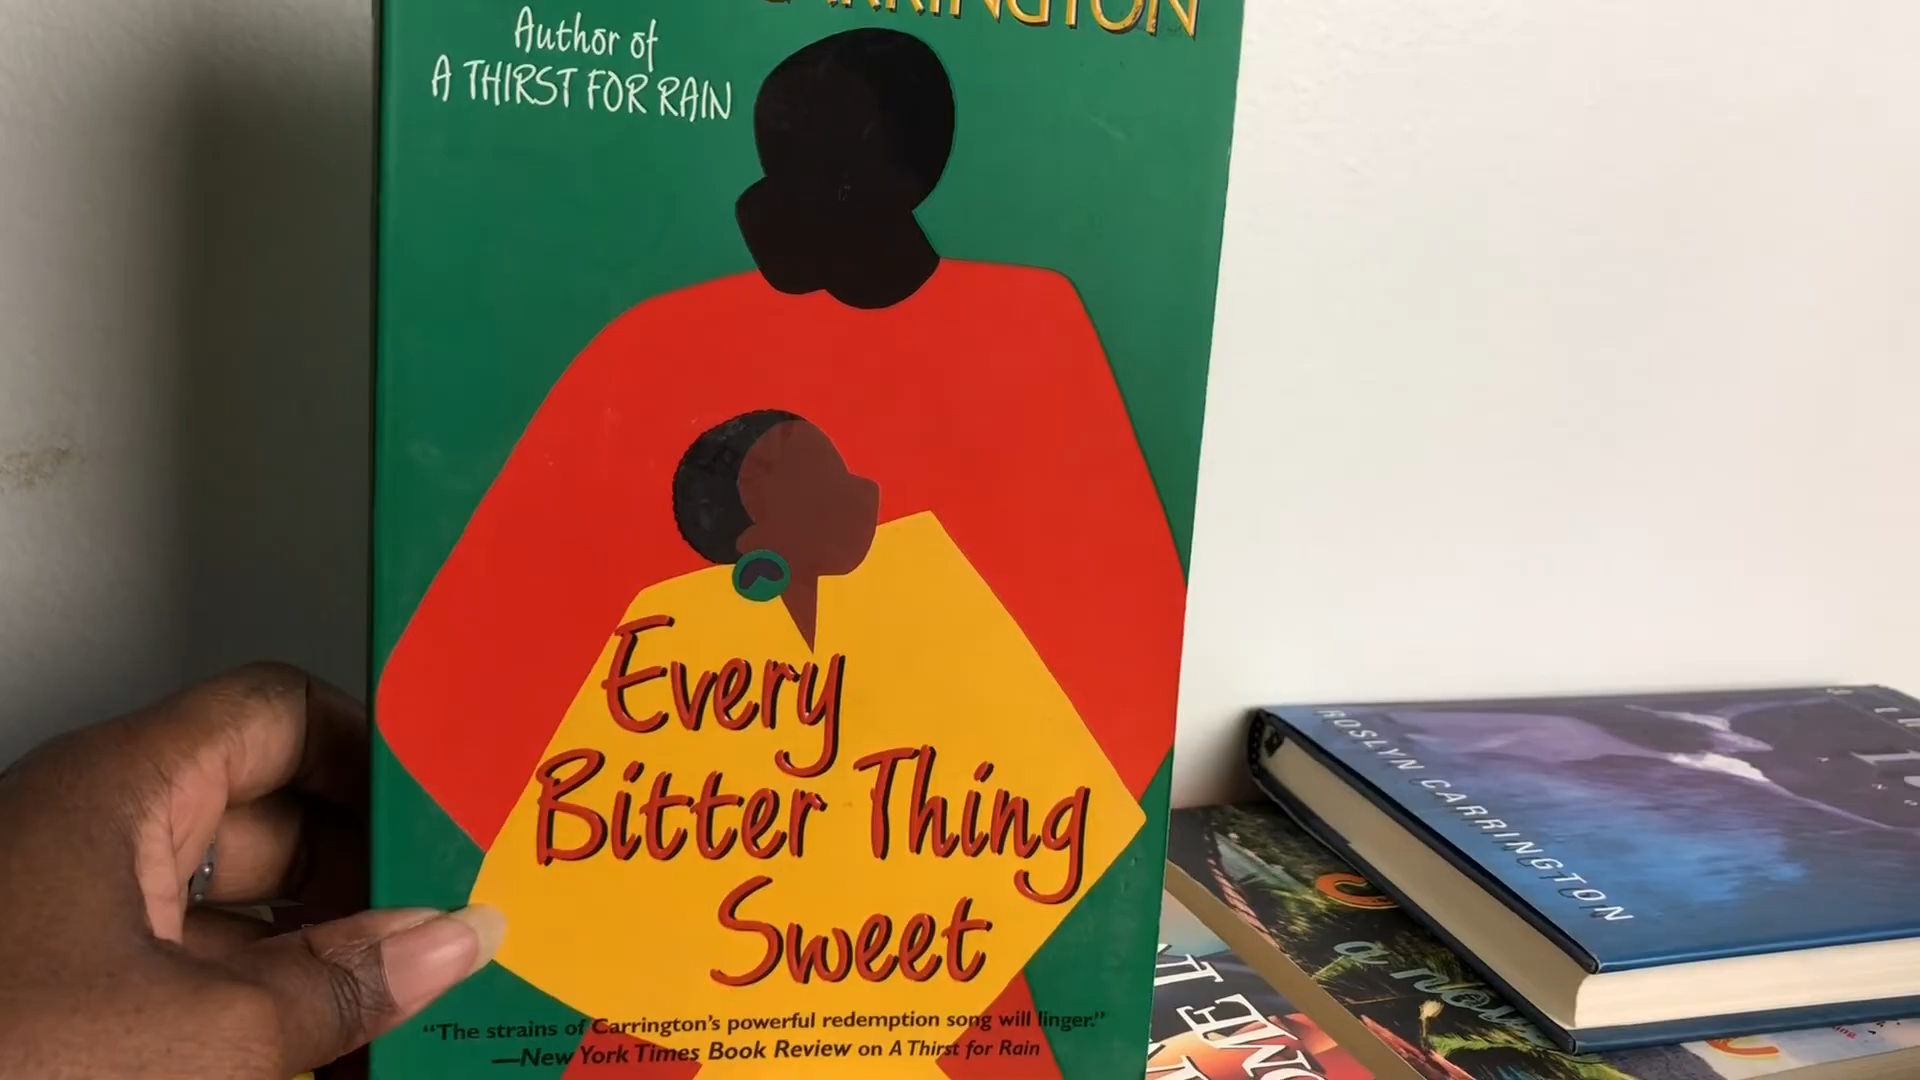 CARRINGTON
Author of
A THIRST FOR RAIN
Every
Bitter Thing
Sweet
“The strains of Carrington's powerful redemption song will linger.”
—New York Times Book Review on A Thirst for Rain
ROSLYN CARRINGTON
a novel